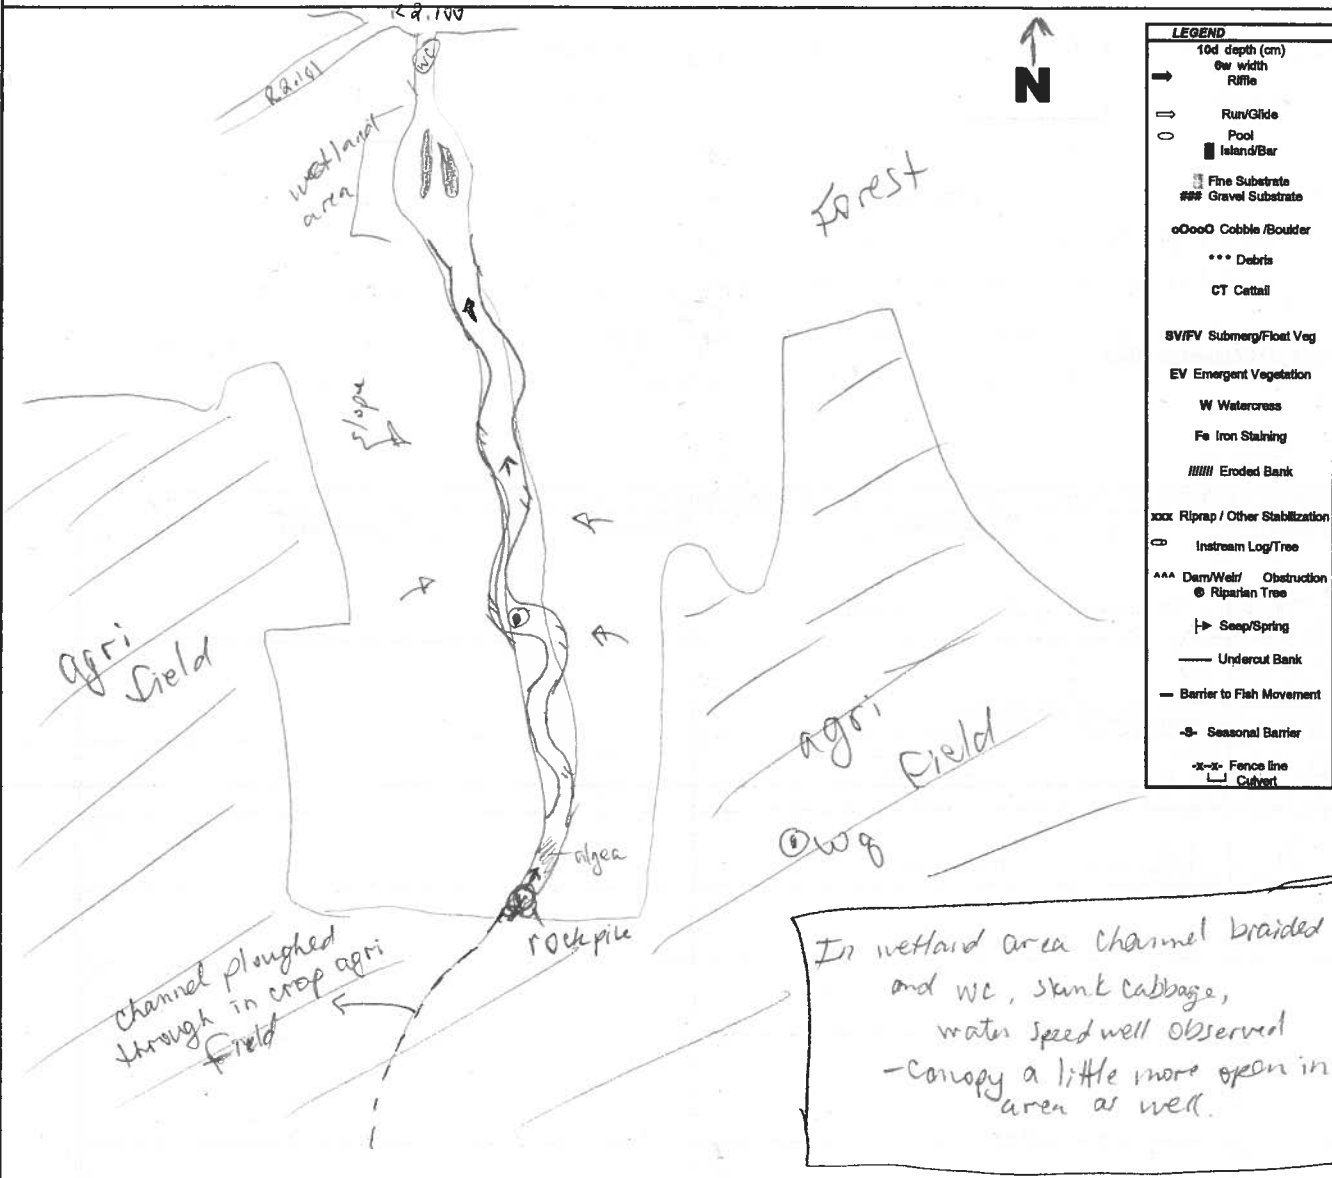 R2.100
WC
R2.101
wetland
area
N
Forest
slope
agri
field
agri
field
wq
algea
rockpile
channel ploughed
through in crop agri
field
In wetland area channel braided
and WC, skunk cabbage,
water speedwell observed
- Canopy a little more open in
area as well.
LEGEND
10d depth (cm)
6w width
Riffle
Run/Glide
Pool
Island/Bar
Fine Substrate
### Gravel Substrate
oOooO Cobble /Boulder
*** Debris
CT Cattail
SV/FV Submerg/Float Veg
EV Emergent Vegetation
W Watercress
Fe Iron Staining
/////// Eroded Bank
xxx Riprap / Other Stabilization
Instream Log/Tree
^^^ Dam/Weir/ Obstruction
Riparian Tree
Seep/Spring
Undercut Bank
Barrier to Fish Movement
-S- Seasonal Barrier
-x--x- Fence line
Culvert